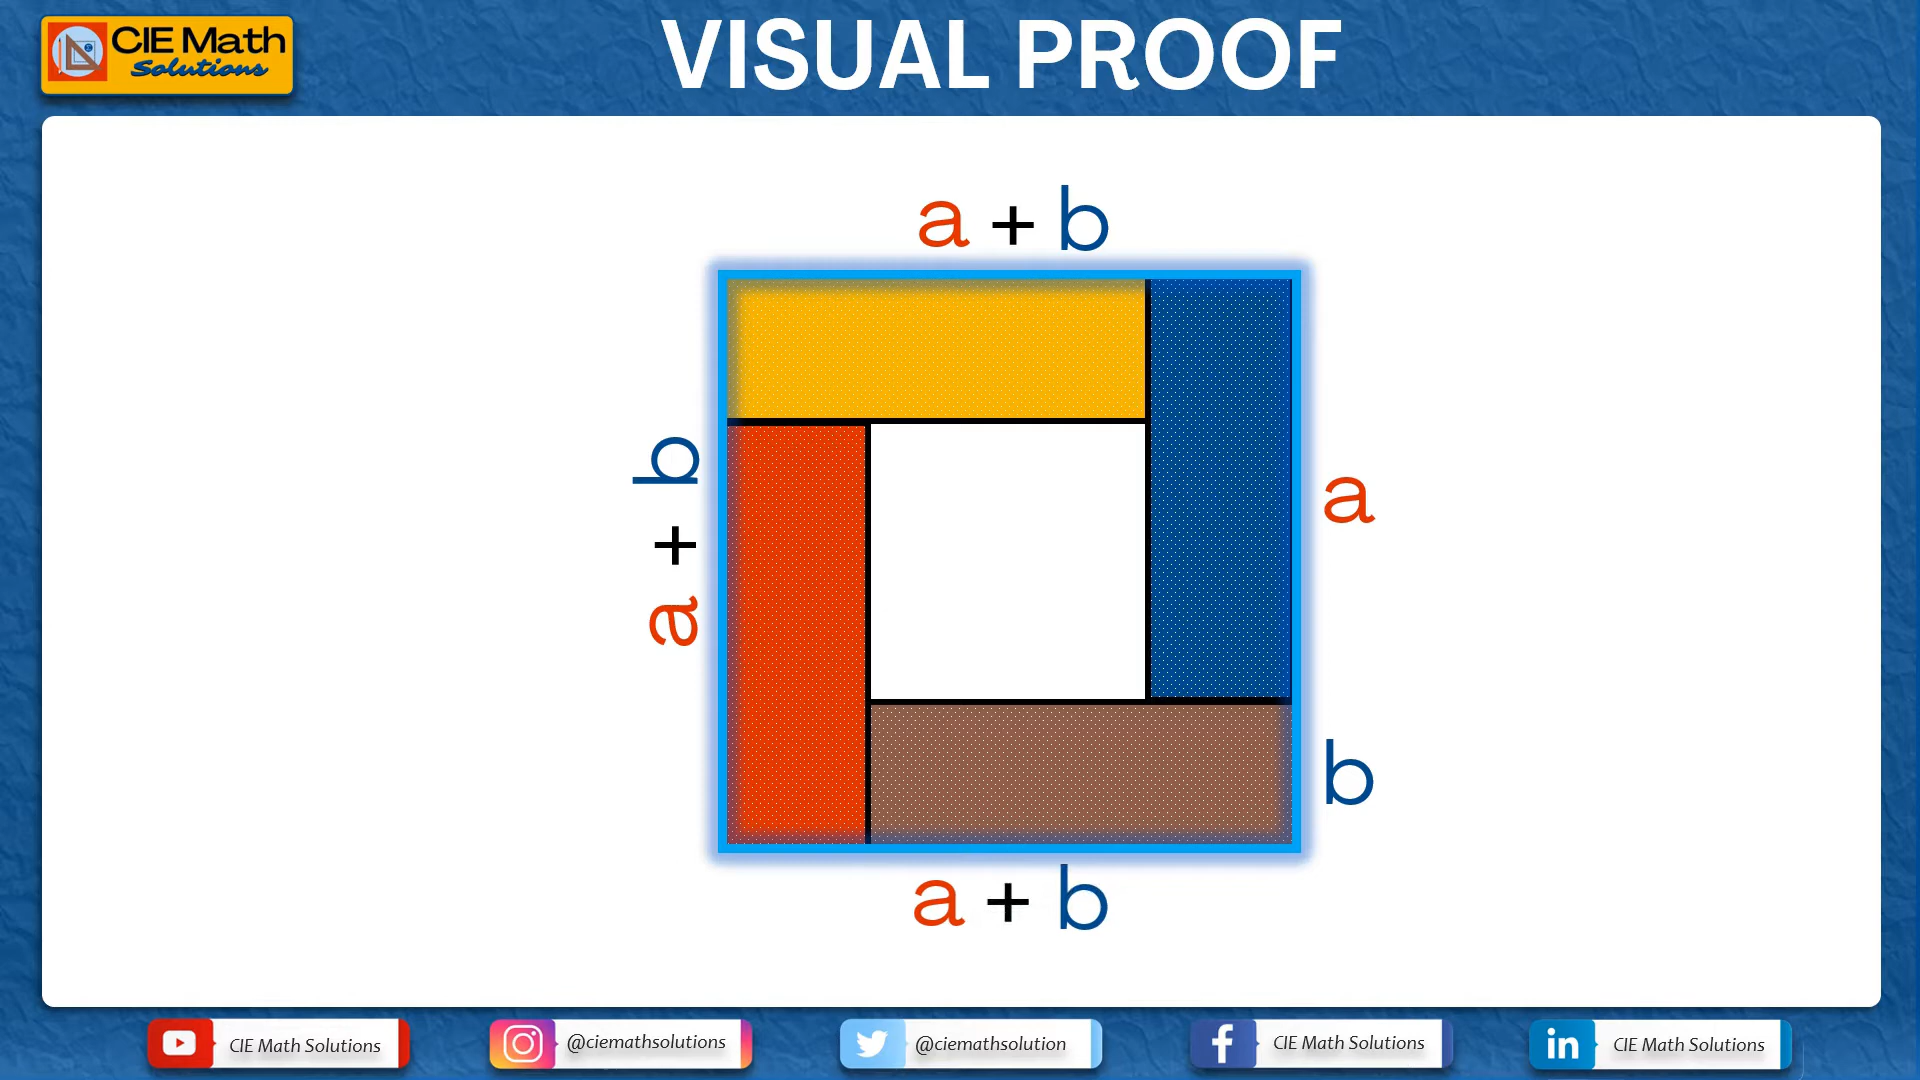 CIE Math
Solutions
VISUAL PROOF
a + b
a + b
a
b
a + b
CIE Math Solutions
@ciemathsolutions
@ciemathsolution
CIE Math Solutions
CIE Math Solutions